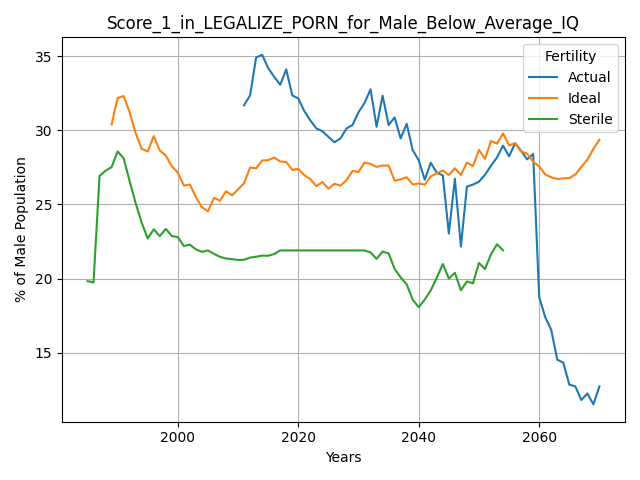 Score_1_in_LEGALIZE_PORN_for_Male_Below_Average_IQ
Fertility
Actual
Ideal
Sterile
% of Male Population
35
30
25
20
15
2000
2020
2040
2060
Years